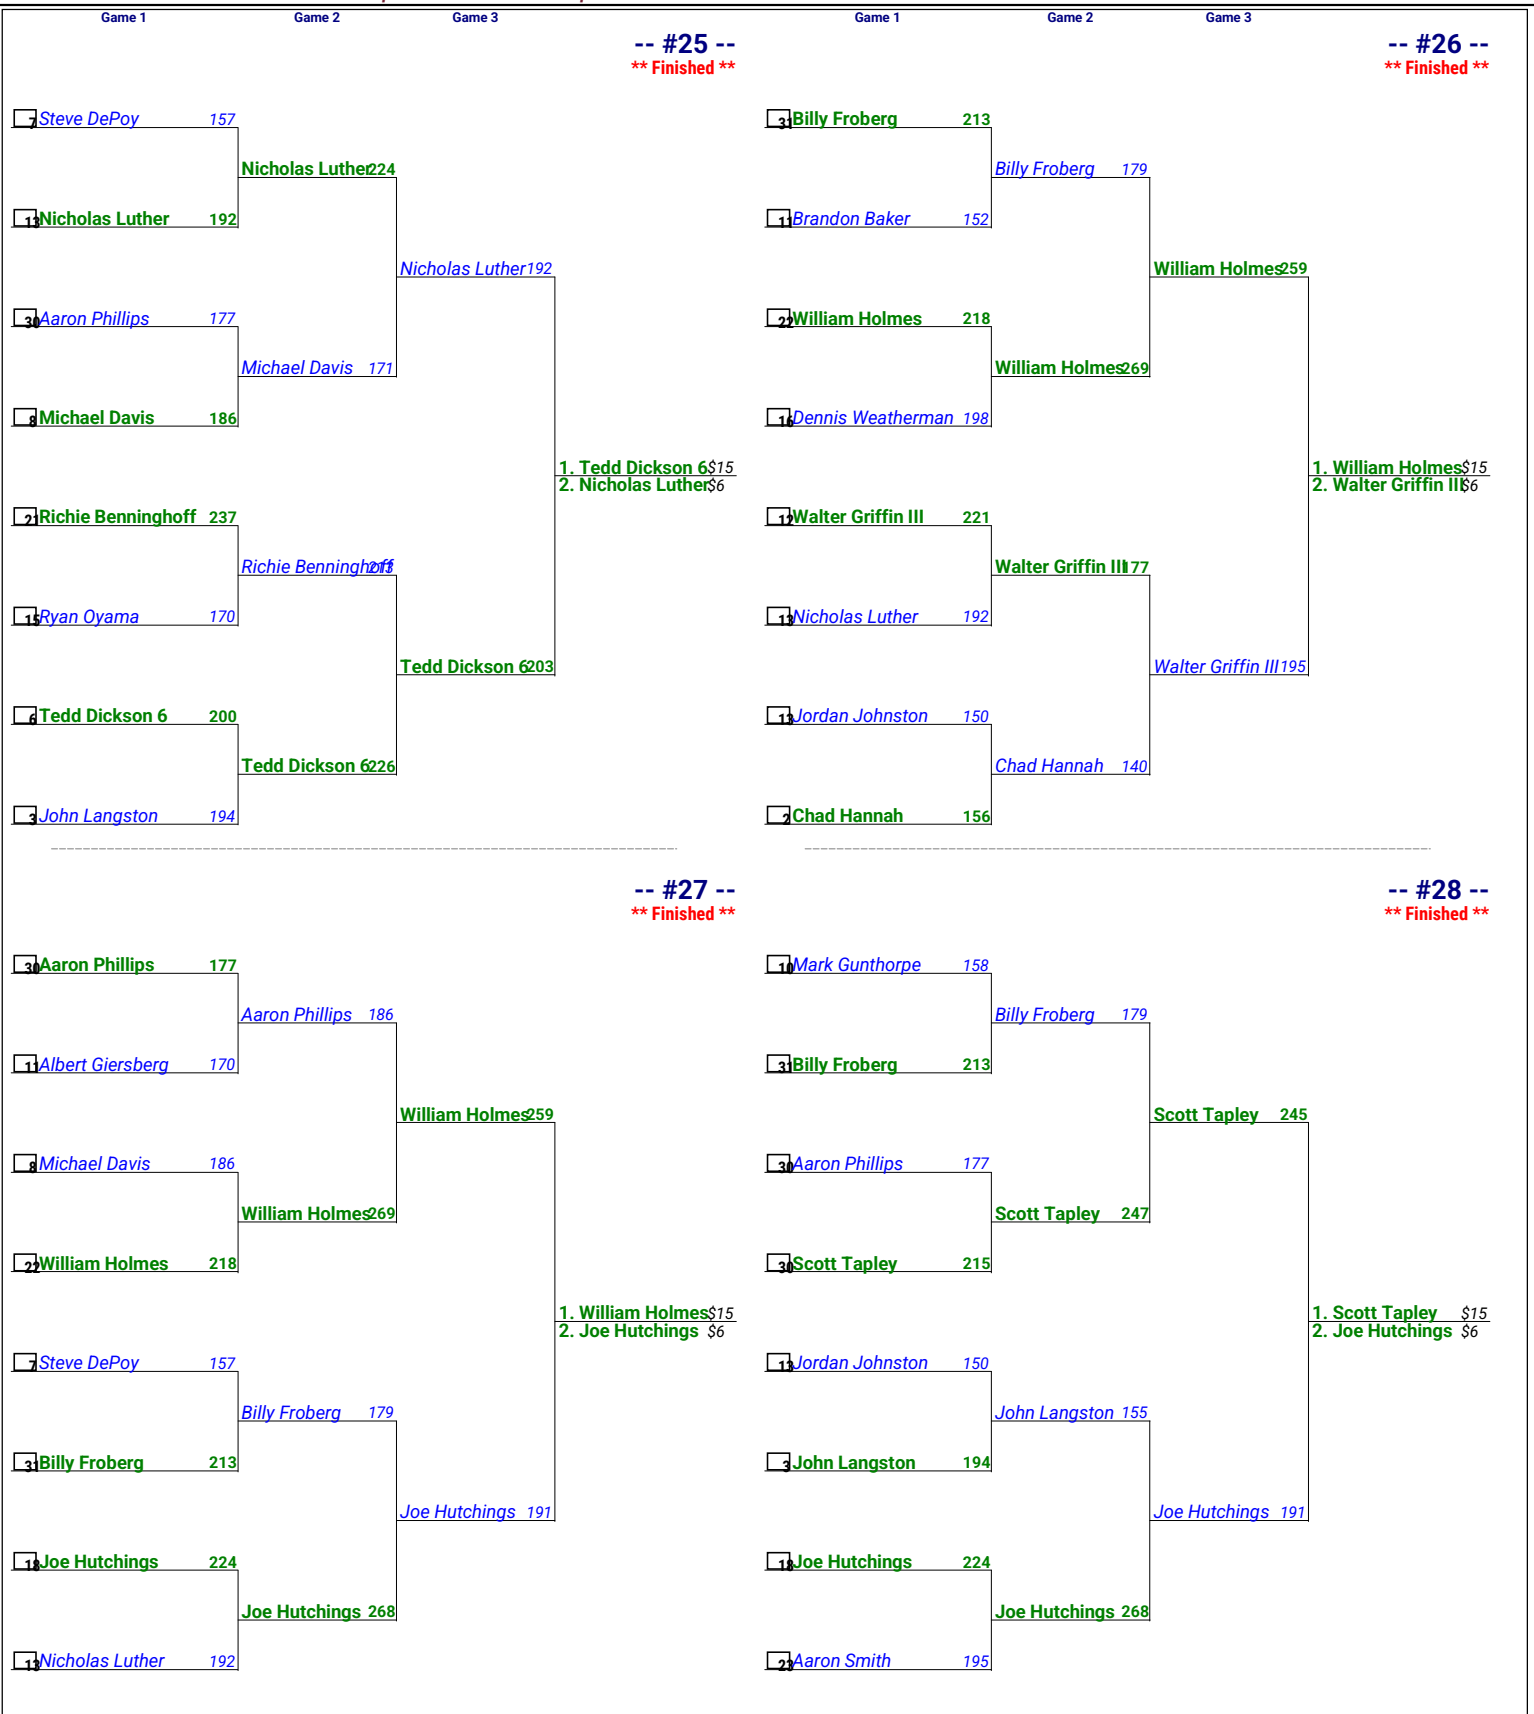 Game 1 Game 2 Game 3 Game 1 Game 2 Game 3
-- #25 -- -- #26 --
** Finished ** ** Finished **
7 Steve DePoy 157 31 Billy Froberg 213
Nicholas Luther 224 Billy Froberg 179
13 Nicholas Luther 192 11 Brandon Baker 152
Nicholas Luther 192 William Holmes 259
30 Aaron Phillips 177 22 William Holmes 218
Michael Davis 171 William Holmes 269
8 Michael Davis 186 16 Dennis Weatherman 198
1. Tedd Dickson 6 $15 1. William Holmes $15
2. Nicholas Luther $6 2. Walter Griffin III $6
21 Richie Benninghoff 237 12 Walter Griffin III 221
Richie Benninghoff 213 Walter Griffin III 177
15 Ryan Oyama 170 13 Nicholas Luther 192
Tedd Dickson 6 203 Walter Griffin III 195
6 Tedd Dickson 6 200 13 Jordan Johnston 150
Tedd Dickson 6 226 Chad Hannah 140
3 John Langston 194 2 Chad Hannah 156
-- #27 -- -- #28 --
** Finished ** ** Finished **
30 Aaron Phillips 177 10 Mark Gunthorpe 158
Aaron Phillips 186 Billy Froberg 179
11 Albert Giersberg 170 31 Billy Froberg 213
William Holmes 259 Scott Tapley 245
8 Michael Davis 186 30 Aaron Phillips 177
William Holmes 269 Scott Tapley 247
22 William Holmes 218 30 Scott Tapley 215
1. William Holmes $15 1. Scott Tapley $15
2. Joe Hutchings $6 2. Joe Hutchings $6
7 Steve DePoy 157 13 Jordan Johnston 150
Billy Froberg 179 John Langston 155
31 Billy Froberg 213 3 John Langston 194
Joe Hutchings 191 Joe Hutchings 191
18 Joe Hutchings 224 18 Joe Hutchings 224
Joe Hutchings 268 Joe Hutchings 268
13 Nicholas Luther 192 23 Aaron Smith 195